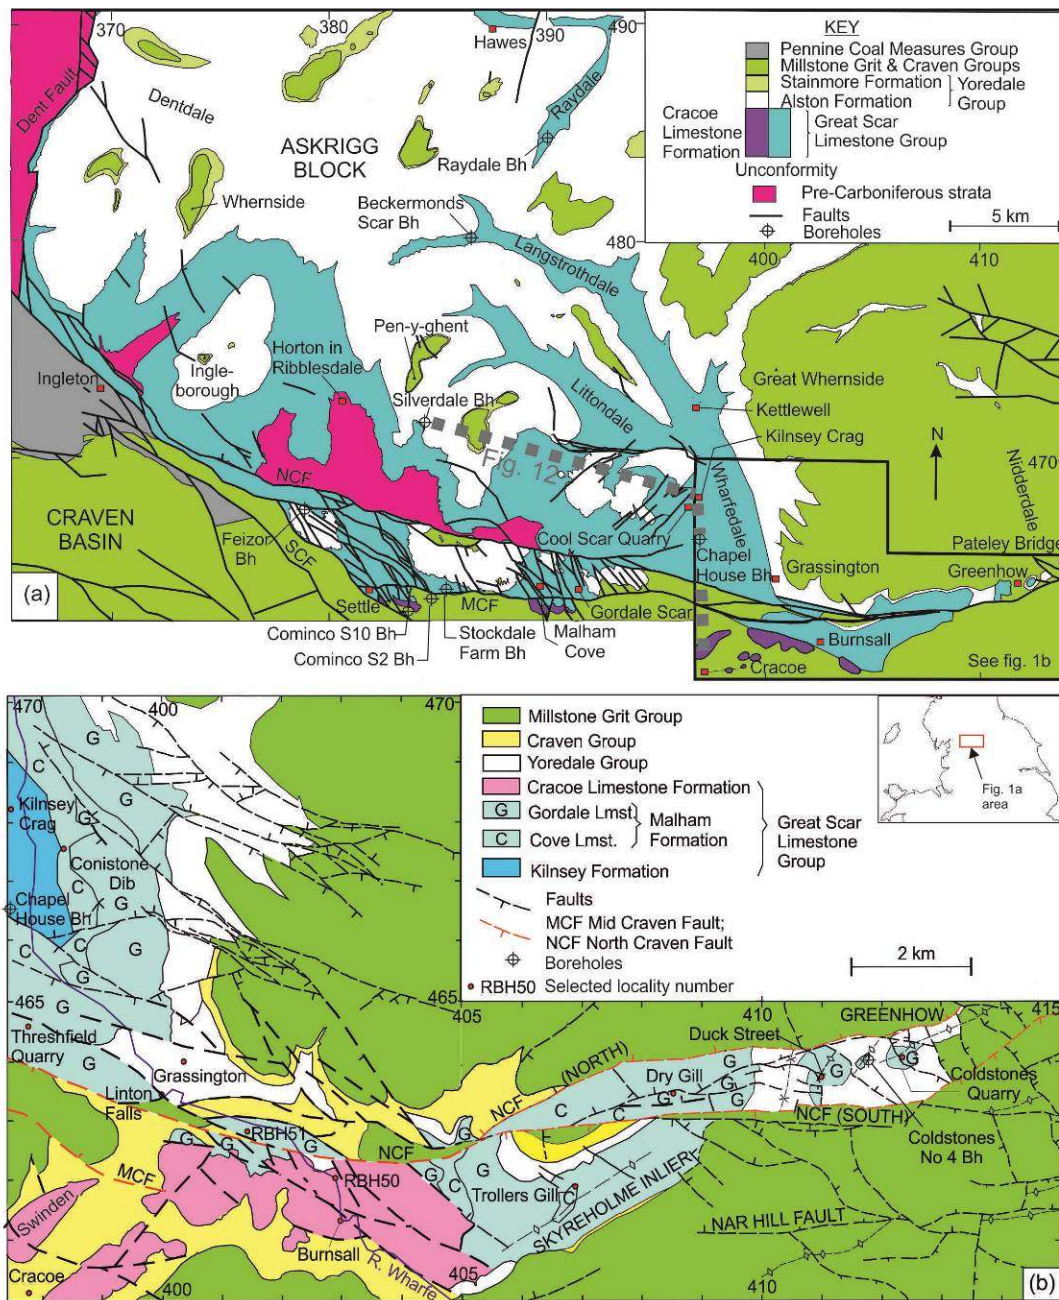 370
380
390
490
Hawes
Dent Fault
Dentdale
ASKRIGG
BLOCK
Raydale
Raydale Bh
Whernside
Beckermonds
Scar Bh
480
Langstrothdale
KEY
Pennine Coal Measures Group
Millstone Grit & Craven Groups
Stainmore Formation
Alston Formation
Yoredale
Group
Cracoe
Limestone
Formation
Great Scar
Limestone Group
Unconformity
Pre-Carboniferous strata
Faults
Boreholes
5 km
400
410
Pen-y-ghent
Ingleton
Ingle-
borough
Horton in
Ribblesdale
Silverdale Bh
Littondale
Great Whernside
Kettlewell
Kilnsey Crag
Fig. 12
N
470
NCF
Wharfedale
Nidderdale
CRAVEN
BASIN
Feizor
Bh
SCF
Cool Scar Quarry
Chapel
House Bh
Pateley Bridge
Grassington
Greenhow
(a)
Settle
MCF
Gordale Scar
Cominco S10 Bh
Cominco S2 Bh
Stockdale
Farm Bh
Malham
Cove
Burnsall
Cracoe
See fig. 1b
470
400
470
Millstone Grit Group
Craven Group
Yoredale Group
Cracoe Limestone Formation
G Gordale Lmst.
C Cove Lmst.
Malham
Formation
Great Scar
Limestone
Group
Kilnsey Formation
Faults
MCF Mid Craven Fault;
NCF North Craven Fault
Boreholes
RBH50 Selected locality number
2 km
Fig. 1a
area
G
C
G
Kilnsey
Crag
G
C
Conistone
Dib
G
Chapel
House Bh
C
C
G
G
G
465
465
405
410
415
Threshfield
Quarry
G
Grassington
Linton
Falls
GREENHOW
Duck Street
(NORTH)
NCF
Dry Gill
G
G
G
G
G
C
C
Coldstones
Quarry
NCF (SOUTH)
Coldstones
No 4 Bh
RBH51
G
G
G
NCF
G
MCF
RBH50
G
C
G
Trollers Gill
C
SKYREHOLME INLIER
NAR HILL FAULT
Swinden
Burnsall
R. Wharfe
Cracoe
400
405
410
(b)